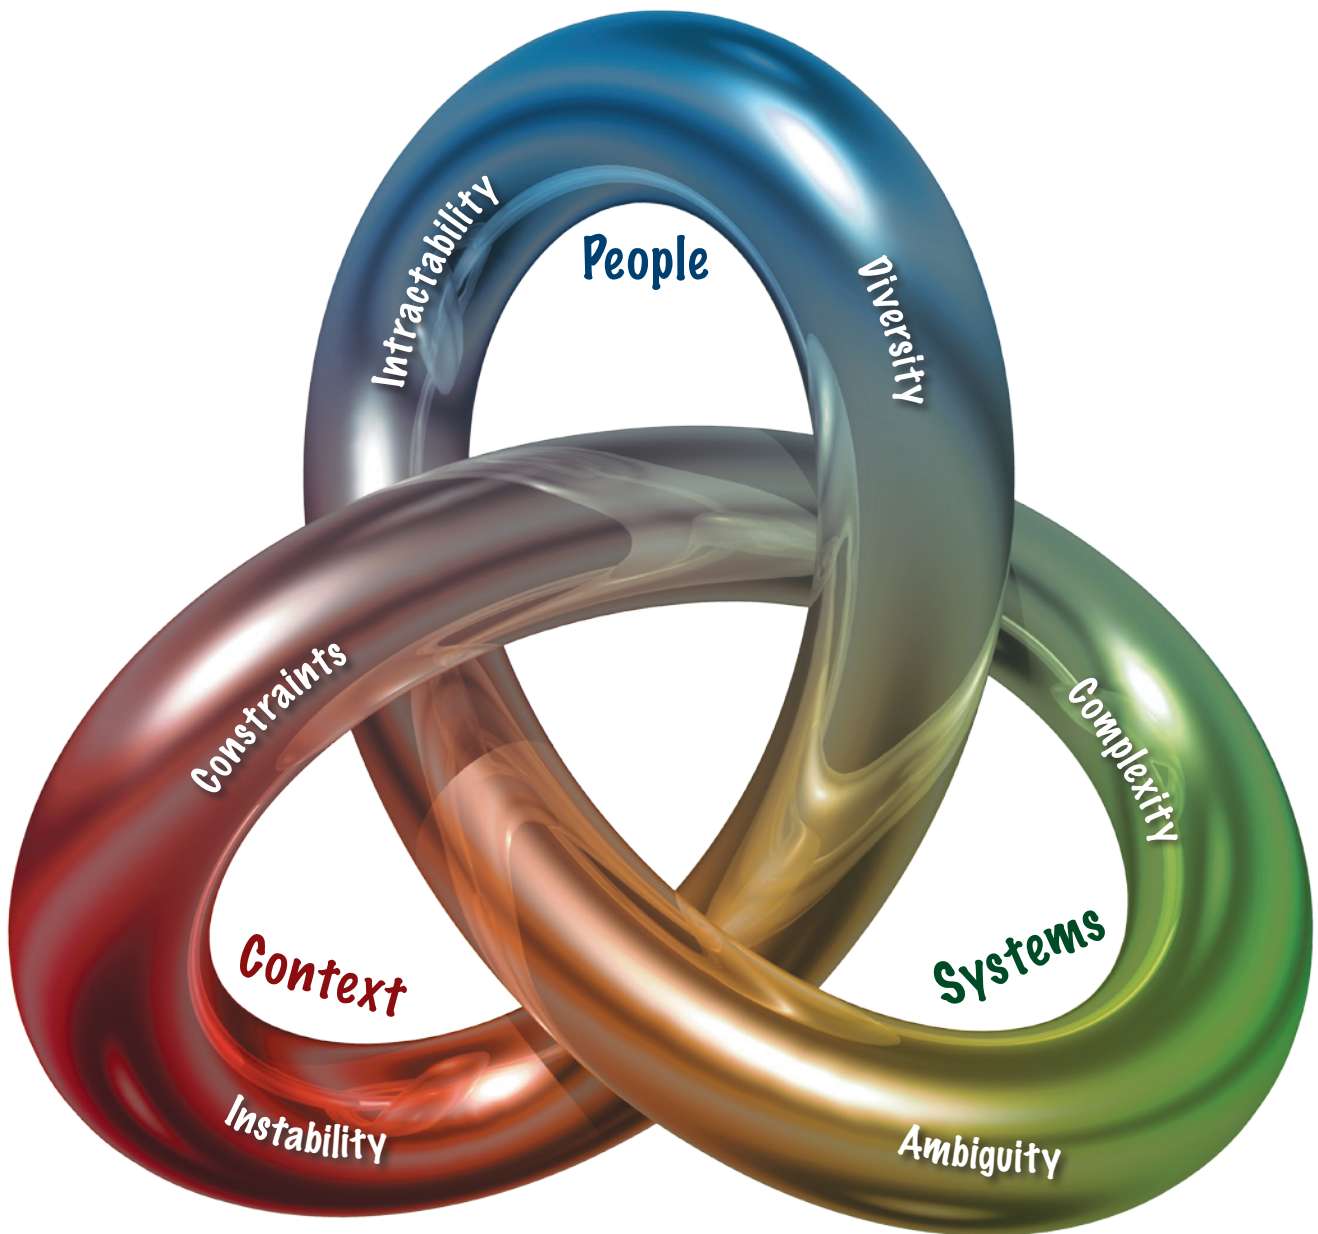 Intractability
People
Diversity
Constraints
Complexity
Context
Systems
Instability
Ambiguity